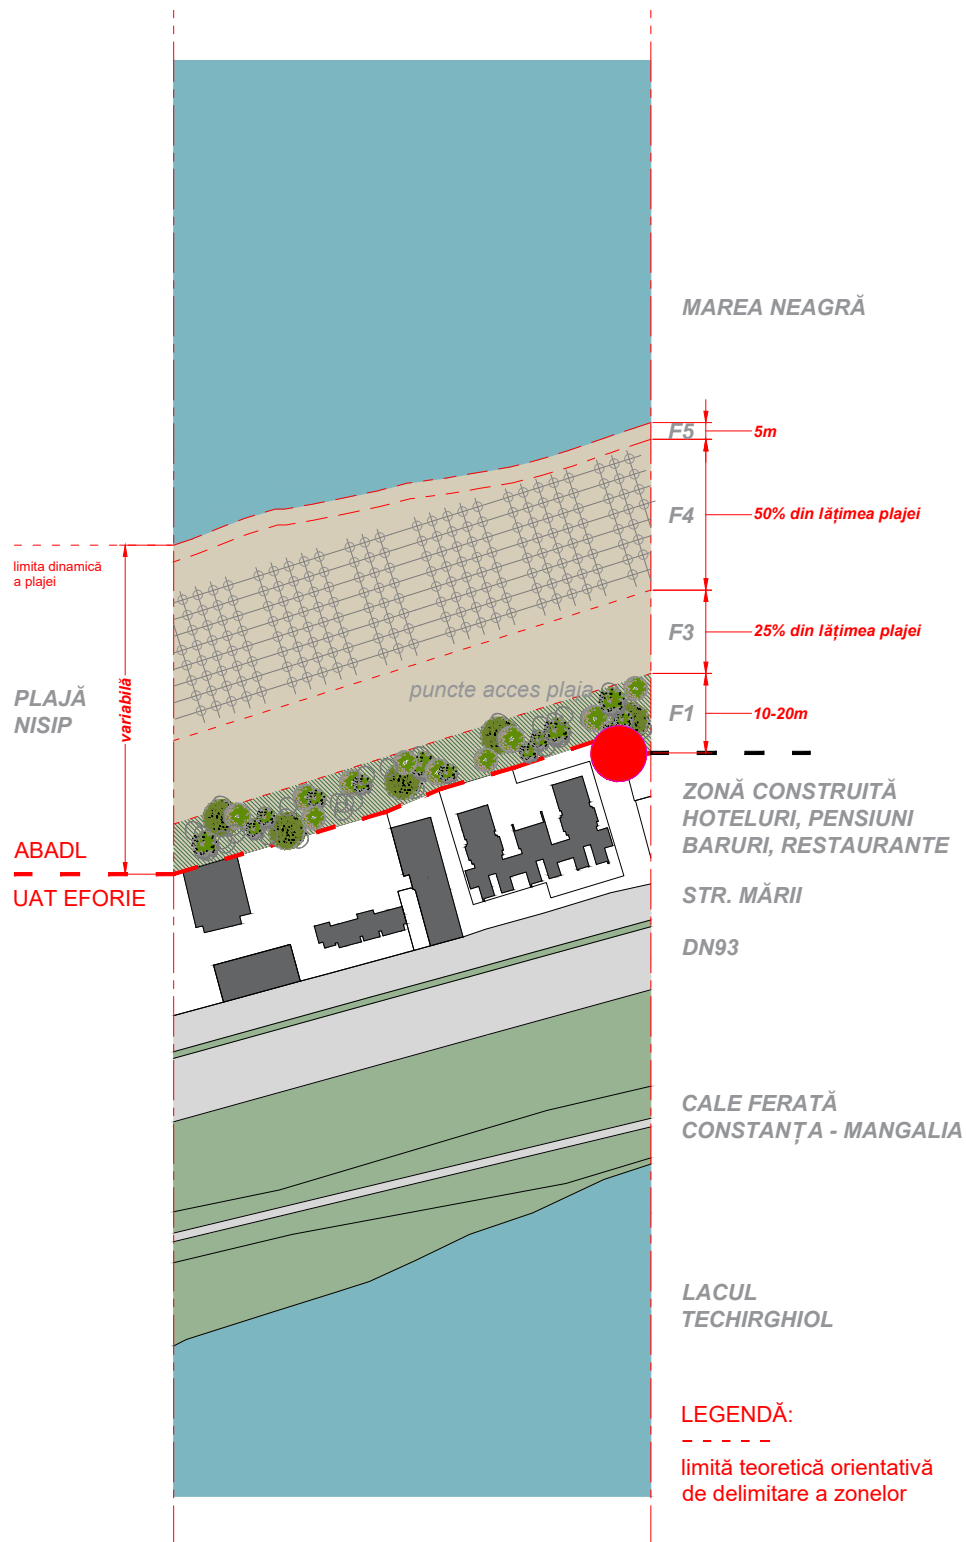 MAREA NEAGRĂ
F5
5m
F4
50% din lățimea plajei
limita dinamică
a plajei
F3
25% din lățimea plajei
variabilă
puncte acces plaja
PLAJĂ
NISIP
F1
10-20m
ZONĂ CONSTRUITĂ
HOTELURI, PENSIUNI
BARURI, RESTAURANTE
ABADL
UAT EFORIE
STR. MĂRII
DN93
CALE FERATĂ
CONSTANȚA - MANGALIA
LACUL
TECHIRGHIOL
LEGENDĂ:
limită teoretică orientativă
de delimitare a zonelor